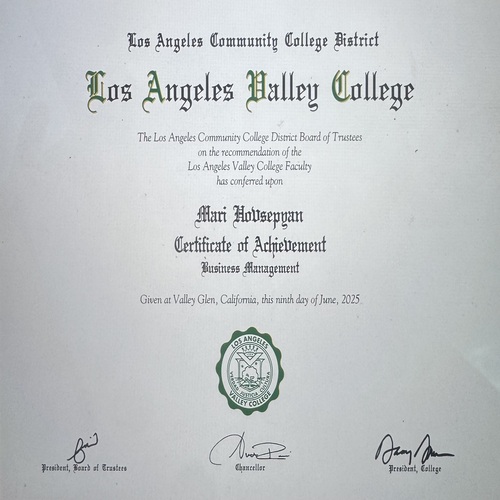 Los Angeles Community College District
Los Angeles Valley College
The Los Angeles Community College District Board of Trustees
on the recommendation of the
Los Angeles Valley College Faculty
has conferred upon
Mari Hovsepyan
Certificate of Achievement
Business Management
Given at Valley Glen, California, this ninth day of June, 2025
LOS ANGELES
VALLEY COLLEGE
President, Board of Trustees
Chancellor
President, College